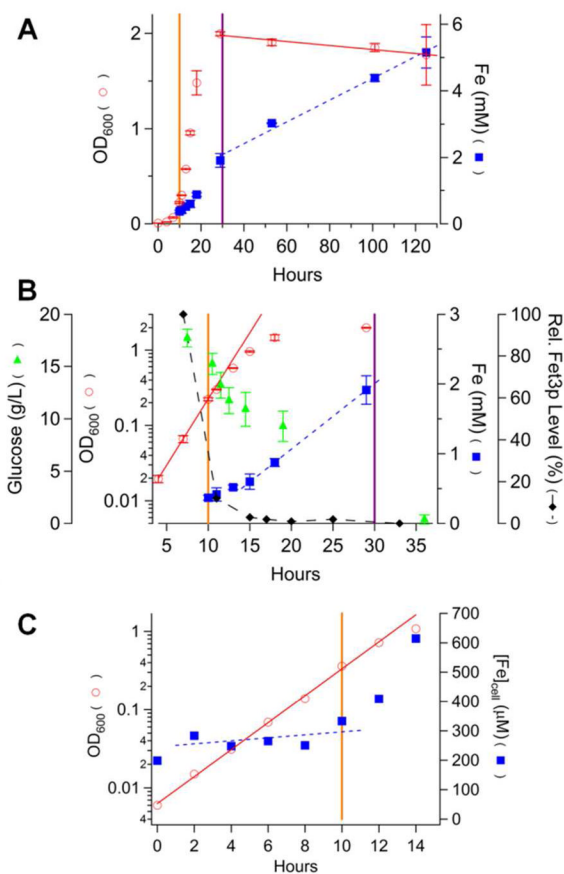 A
2
1
0
OD600 ( ○ )
6
4
2
0
Fe (mM) ( ■ )
0 20 40 60 80 100 120
Hours
B
20
15
10
5
0
Glucose (g/L) ( ▲ )
2
1
4
2
0.1
4
2
0.01
OD600 ( ○ )
3
2
1
0
Fe (mM) ( ■ )
100
80
60
40
20
0
Rel. Fet3p Level (%) (–◆-)
5 10 15 20 25 30 35
Hours
C
1
4
2
0.1
4
2
0.01
4
OD600 ( ○ )
700
600
500
400
300
200
100
0
[Fe]cell (μM) ( ■ )
0 2 4 6 8 10 12 14
Hours